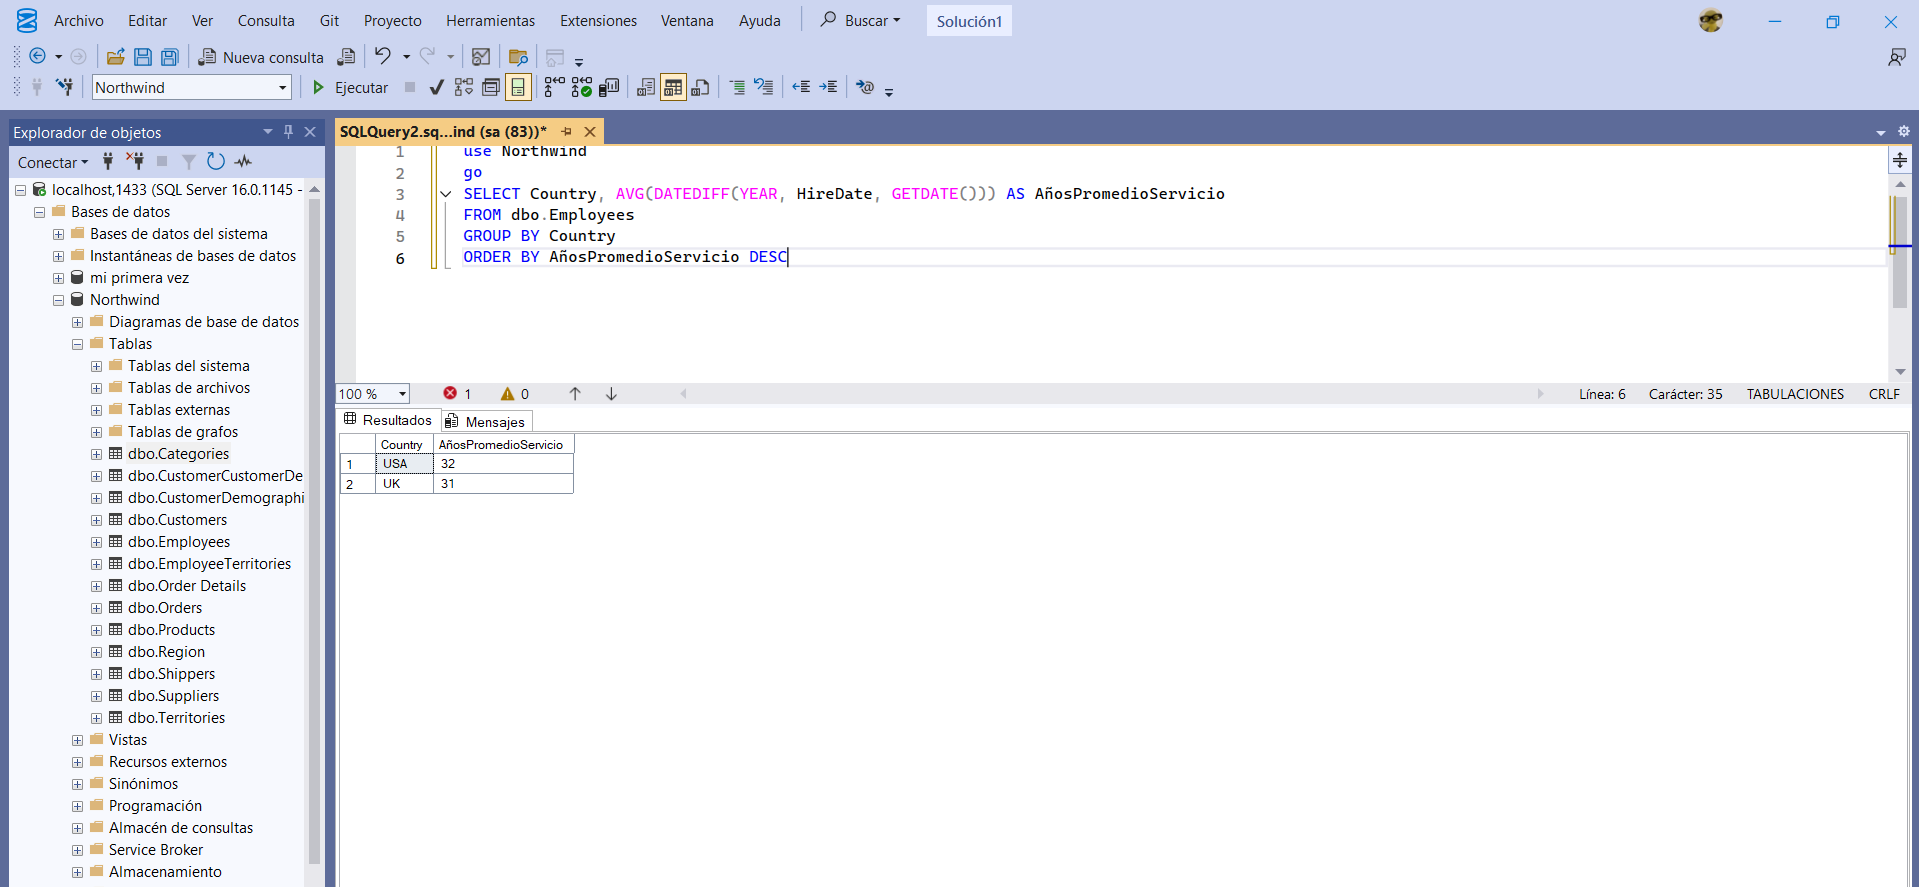 Archivo Editar Ver Consulta Git Proyecto Herramientas Extensiones Ventana Ayuda Buscar Solución1
Nueva consulta
Northwind Ejecutar
Explorador de objetos
Conectar
localhost,1433 (SQL Server 16.0.1145 -
Bases de datos
Bases de datos del sistema
Instantáneas de bases de datos
mi primera vez
Northwind
Diagramas de base de datos
Tablas
Tablas del sistema
Tablas de archivos
Tablas externas
Tablas de grafos
dbo.Categories
dbo.CustomerCustomerDe
dbo.CustomerDemographi
dbo.Customers
dbo.Employees
dbo.EmployeeTerritories
dbo.Order Details
dbo.Orders
dbo.Products
dbo.Region
dbo.Shippers
dbo.Suppliers
dbo.Territories
Vistas
Recursos externos
Sinónimos
Programación
Almacén de consultas
Service Broker
Almacenamiento
SQLQuery2.sq...ind (sa (83))*
1 use Northwind
2 go
3 SELECT Country, AVG(DATEDIFF(YEAR, HireDate, GETDATE())) AS AñosPromedioServicio
4 FROM dbo.Employees
5 GROUP BY Country
6 ORDER BY AñosPromedioServicio DESC
100 % 1 0 Línea: 6 Carácter: 35 TABULACIONES CRLF
Resultados Mensajes
Country AñosPromedioServicio
1 USA 32
2 UK 31